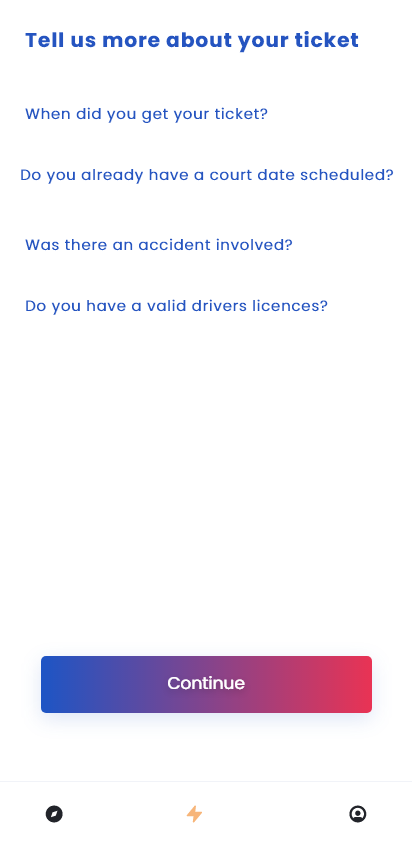 Tell us more about your ticket
When did you get your ticket?
Do you already have a court date scheduled?
Was there an accident involved?
Do you have a valid drivers licences?
Continue